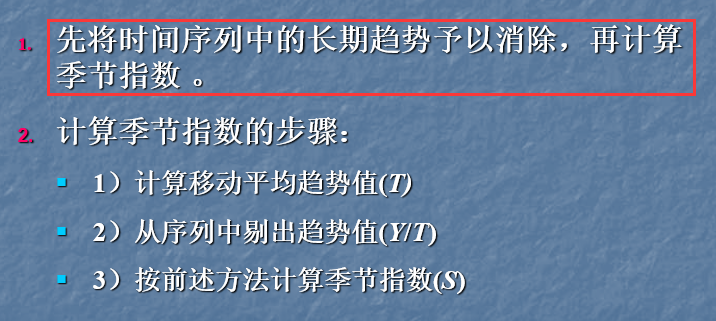 1. 先将时间序列中的长期趋势予以消除，再计算
季节指数 。
2. 计算季节指数的步骤：
1）计算移动平均趋势值(T)
2）从序列中剔出趋势值(Y/T)
3）按前述方法计算季节指数(S)